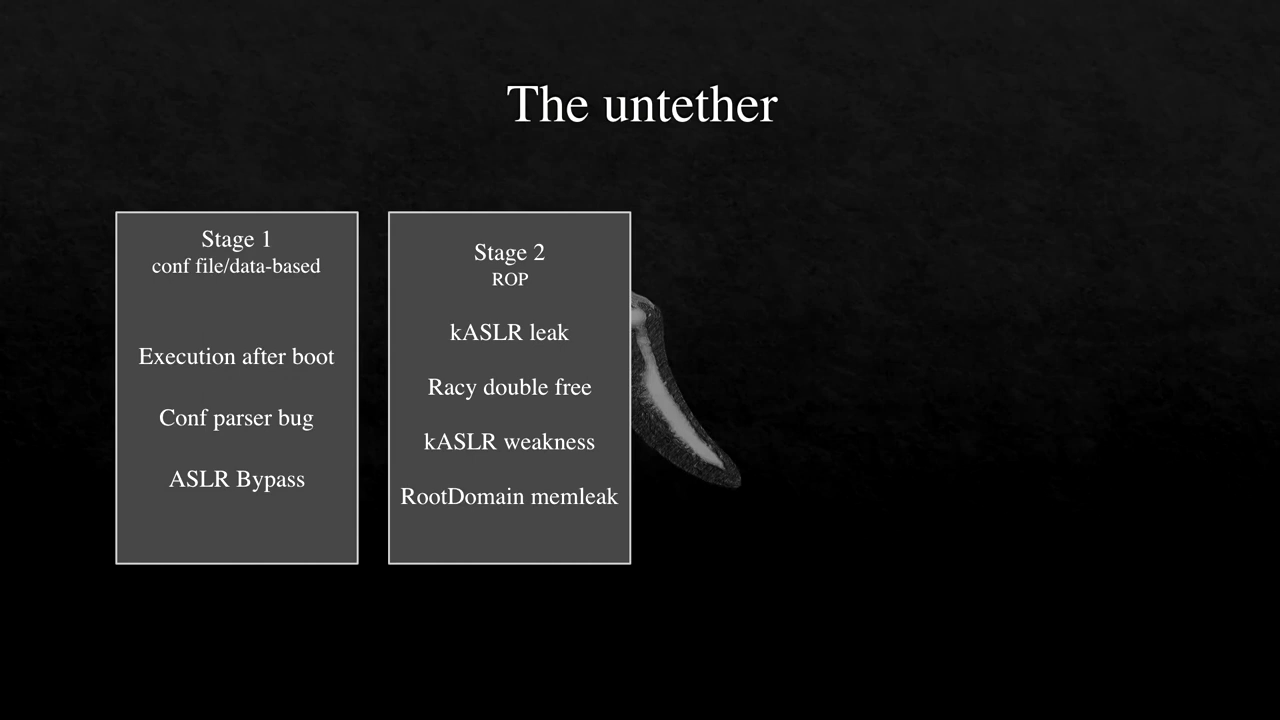 The untether
Stage 1
conf file/data-based
Execution after boot
Conf parser bug
ASLR Bypass
Stage 2
ROP
kASLR leak
Racy double free
kASLR weakness
RootDomain memleak